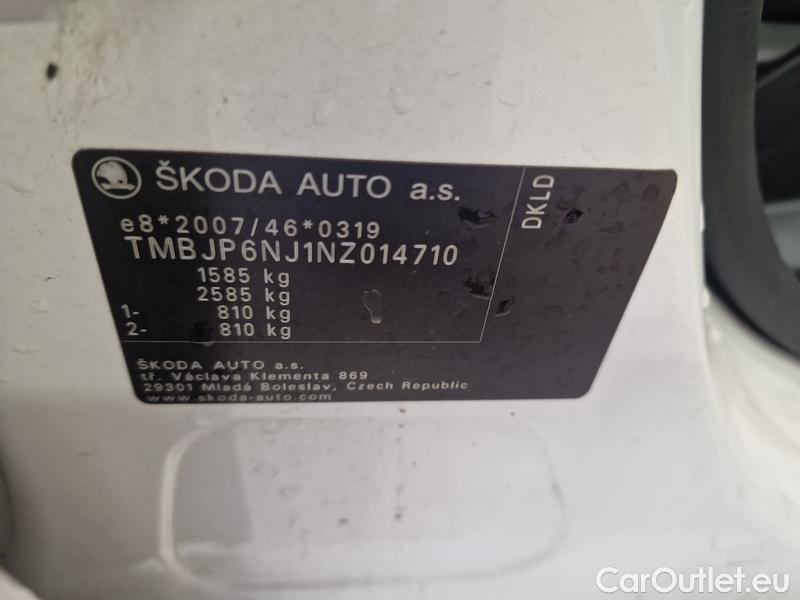 ŠKODA AUTO a.s.
DKLD
e8*2007/46*0319
TMBJP6NJ1NZ014710
1585 kg
2585 kg
1- 810 kg
2- 810 kg
ŠKODA AUTO a.s.
tř. Václava Klementa 869
29301 Mladá Boleslav, Czech Republic
www.skoda-auto.com
CarOutlet.eu